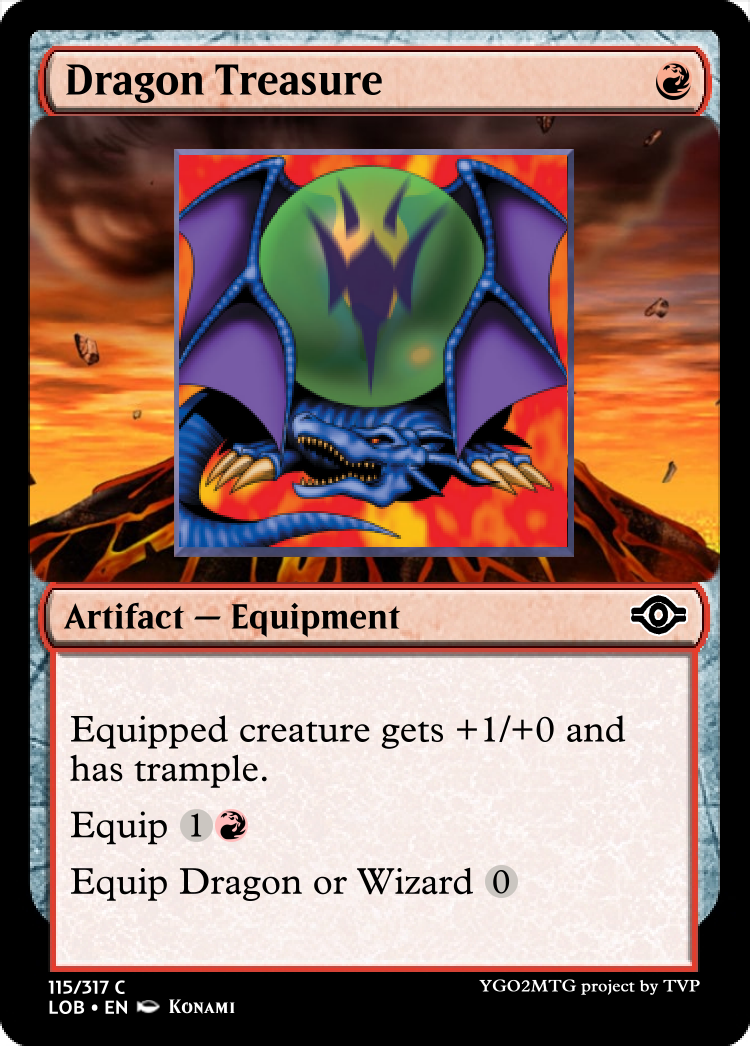 Dragon Treasure
Artifact — Equipment
Equipped creature gets +1/+0 and
has trample.
Equip 1
Equip Dragon or Wizard 0
115/317 C
YGO2MTG project by TVP
LOB • EN Konami